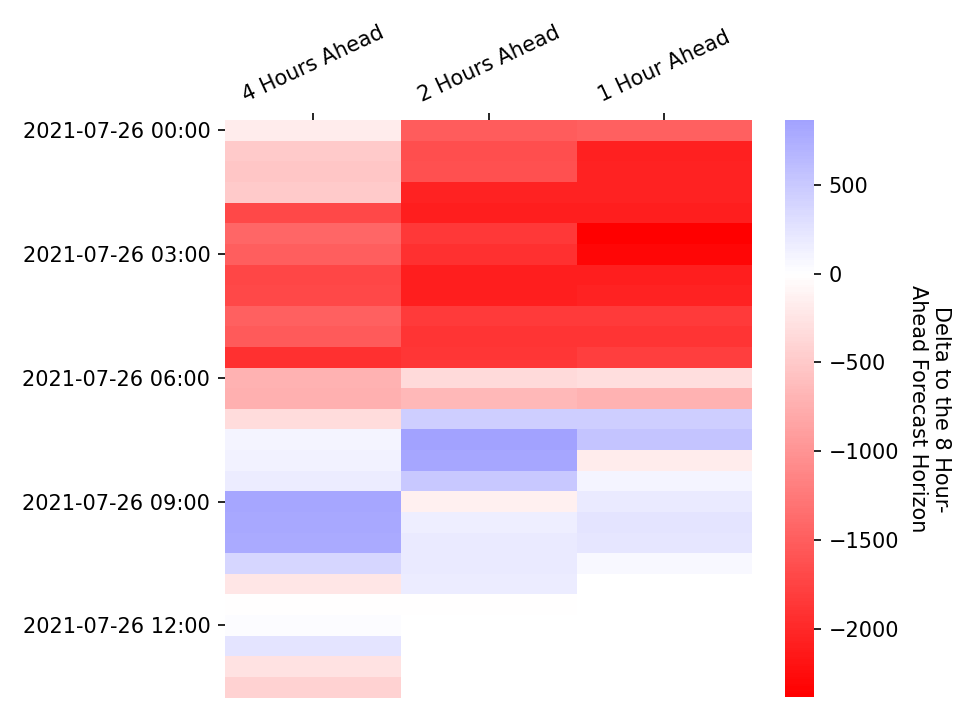 4 Hours Ahead
2 Hours Ahead
1 Hour Ahead
2021-07-26 00:00
2021-07-26 03:00
2021-07-26 06:00
2021-07-26 09:00
2021-07-26 12:00
500
0
−500
−1000
−1500
−2000
Delta to the 8 Hour-
Ahead Forecast Horizon